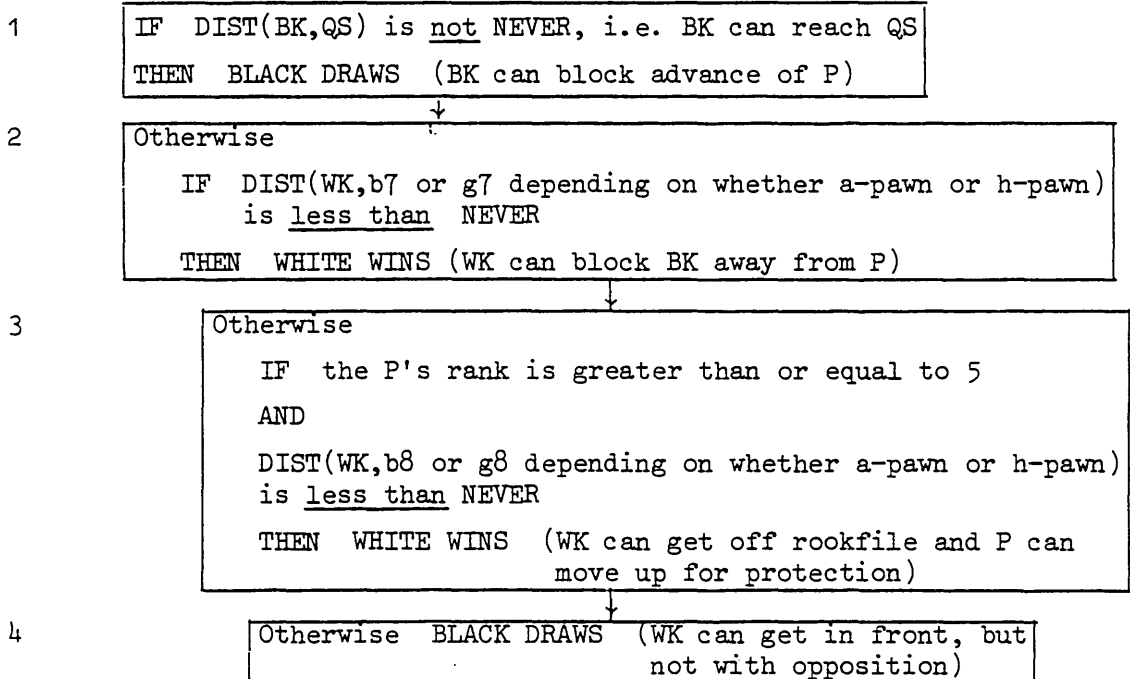 1
IF DIST(BK,QS) is not NEVER, i.e. BK can reach QS
THEN BLACK DRAWS (BK can block advance of P)
2
Otherwise
IF DIST(WK,b7 or g7 depending on whether a-pawn or h-pawn)
is less than NEVER
THEN WHITE WINS (WK can block BK away from P)
3
Otherwise
IF the P's rank is greater than or equal to 5
AND
DIST(WK,b8 or g8 depending on whether a-pawn or h-pawn)
is less than NEVER
THEN WHITE WINS (WK can get off rookfile and P can
move up for protection)
4
Otherwise BLACK DRAWS (WK can get in front, but
not with opposition)